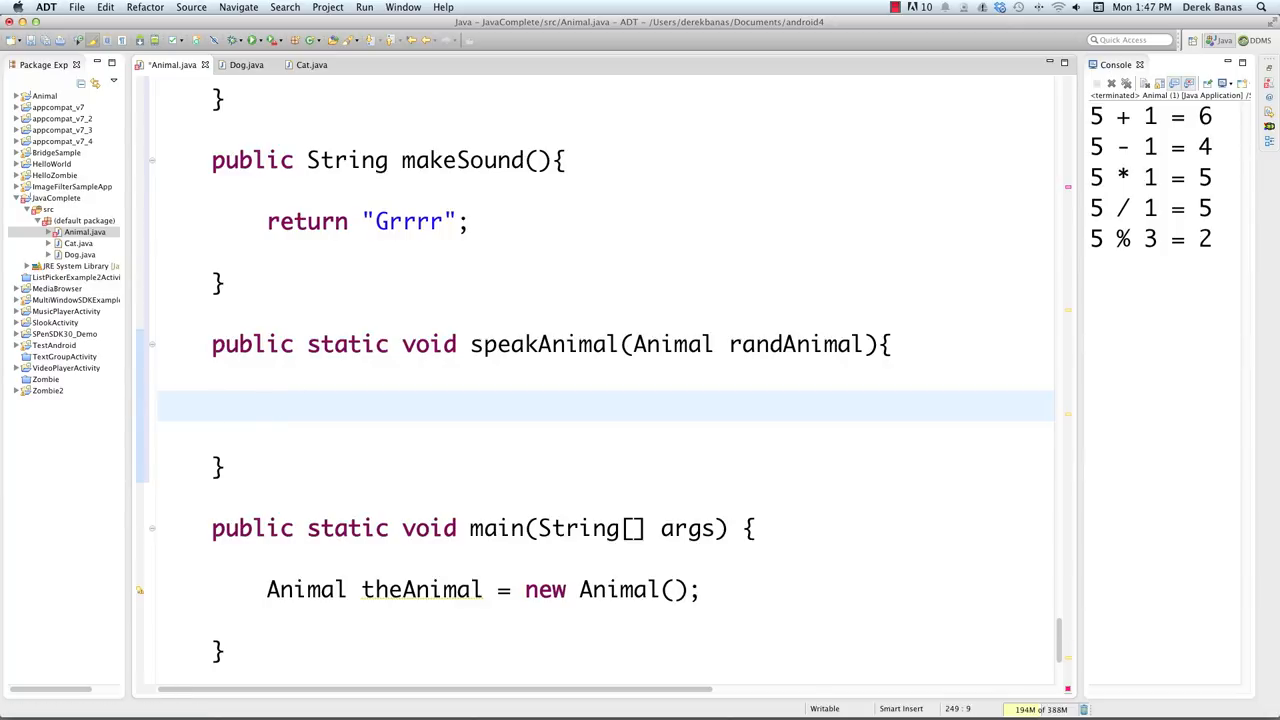 ADT File Edit Refactor Source Navigate Search Project Run Window Help 10 Mon 1:47 PM Derek Banas
Java - JavaComplete/src/Animal.java - ADT - /Users/derekbanas/Documents/android4
Quick Access Java DDMS
Package Exp *Animal.java Dog.java Cat.java Console
<terminated> Animal (1) [Java Application] /S
Animal
appcompat_v7
appcompat_v7_2
appcompat_v7_3
appcompat_v7_4
BridgeSample
HelloWorld
HelloZombie
ImageFilterSampleApp
JavaComplete
src
(default package)
Animal.java
Cat.java
Dog.java
JRE System Library [Ja
ListPickerExample2Activi
MediaBrowser
MultiWindowSDKExample
MusicPlayerActivity
SlookActivity
SPenSDK30_Demo
TestAndroid
TextGroupActivity
VideoPlayerActivity
Zombie
Zombie2
}
public String makeSound(){
return "Grrrr";
}
public static void speakAnimal(Animal randAnimal){
}
public static void main(String[] args) {
Animal theAnimal = new Animal();
}
5 + 1 = 6
5 - 1 = 4
5 * 1 = 5
5 / 1 = 5
5 % 3 = 2
Writable Smart Insert 249 : 9 194M of 388M